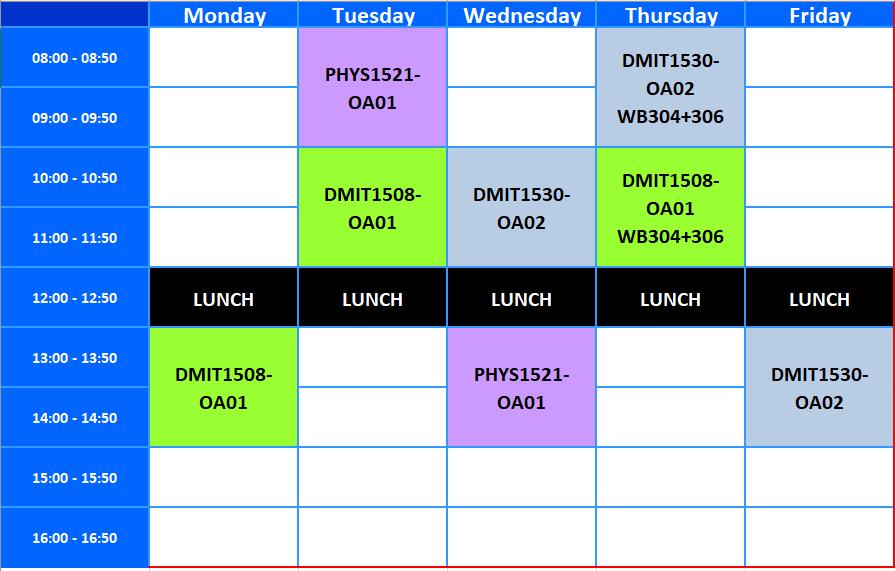 Monday Tuesday Wednesday Thursday Friday
08:00 - 08:50
PHYS1521-
OA01
DMIT1530-
OA02
WB304+306
09:00 - 09:50
10:00 - 10:50
DMIT1508-
OA01
DMIT1530-
OA02
DMIT1508-
OA01
WB304+306
11:00 - 11:50
12:00 - 12:50 LUNCH LUNCH LUNCH LUNCH LUNCH
13:00 - 13:50
DMIT1508-
OA01
PHYS1521-
OA01
DMIT1530-
OA02
14:00 - 14:50
15:00 - 15:50
16:00 - 16:50